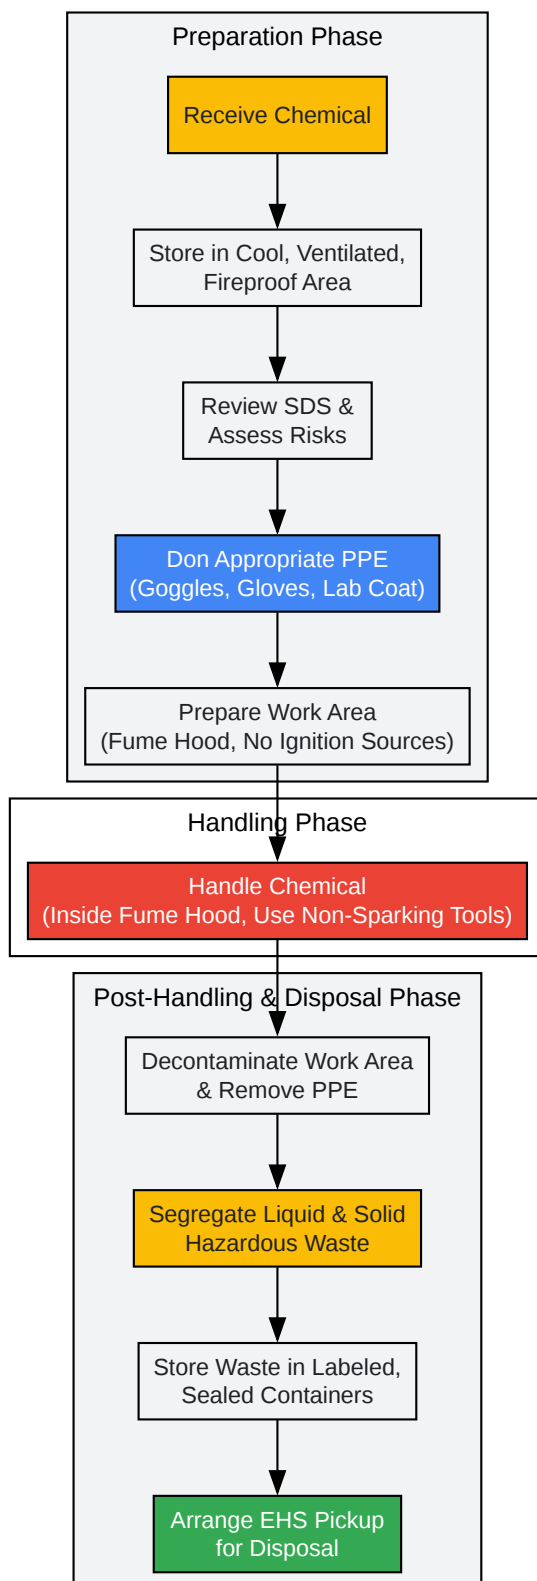 Preparation Phase
Receive Chemical
Store in Cool, Ventilated,
Fireproof Area
Review SDS &
Assess Risks
Don Appropriate PPE
(Goggles, Gloves, Lab Coat)
Prepare Work Area
(Fume Hood, No Ignition Sources)
Handling Phase
Handle Chemical
(Inside Fume Hood, Use Non-Sparking Tools)
Post-Handling & Disposal Phase
Decontaminate Work Area
& Remove PPE
Segregate Liquid & Solid
Hazardous Waste
Store Waste in Labeled,
Sealed Containers
Arrange EHS Pickup
for Disposal